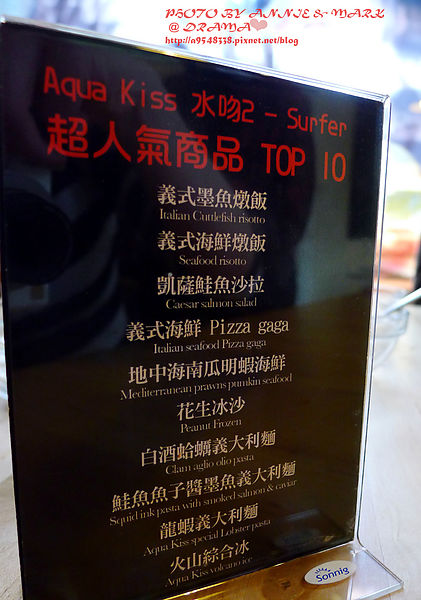 PHOTO BY ANNIE & MARK
@ DRAMA
http://a9548338.pixnet.net/blog
Aqua Kiss 水吻2 - Surfer
超人氣商品 TOP 10
義式墨魚燉飯
Italian Cuttlefish risotto
義式海鮮燉飯
Seafood risotto
凱薩鮭魚沙拉
Caesar salmon salad
義式海鮮 Pizza gaga
Italian seafood Pizza gaga
地中海南瓜明蝦海鮮
Mediterranean prawns pumkin seafood
花生冰沙
Peanut Frozen
白酒蛤蠣義大利麵
Clam aglio olio pasta
鮭魚魚子醬墨魚義大利麵
Squid ink pasta with smoked salmon & caviar
龍蝦義大利麵
Aqua Kiss special Lobster pasta
火山綜合冰
Aqua Kiss volcano ice
Sonnig